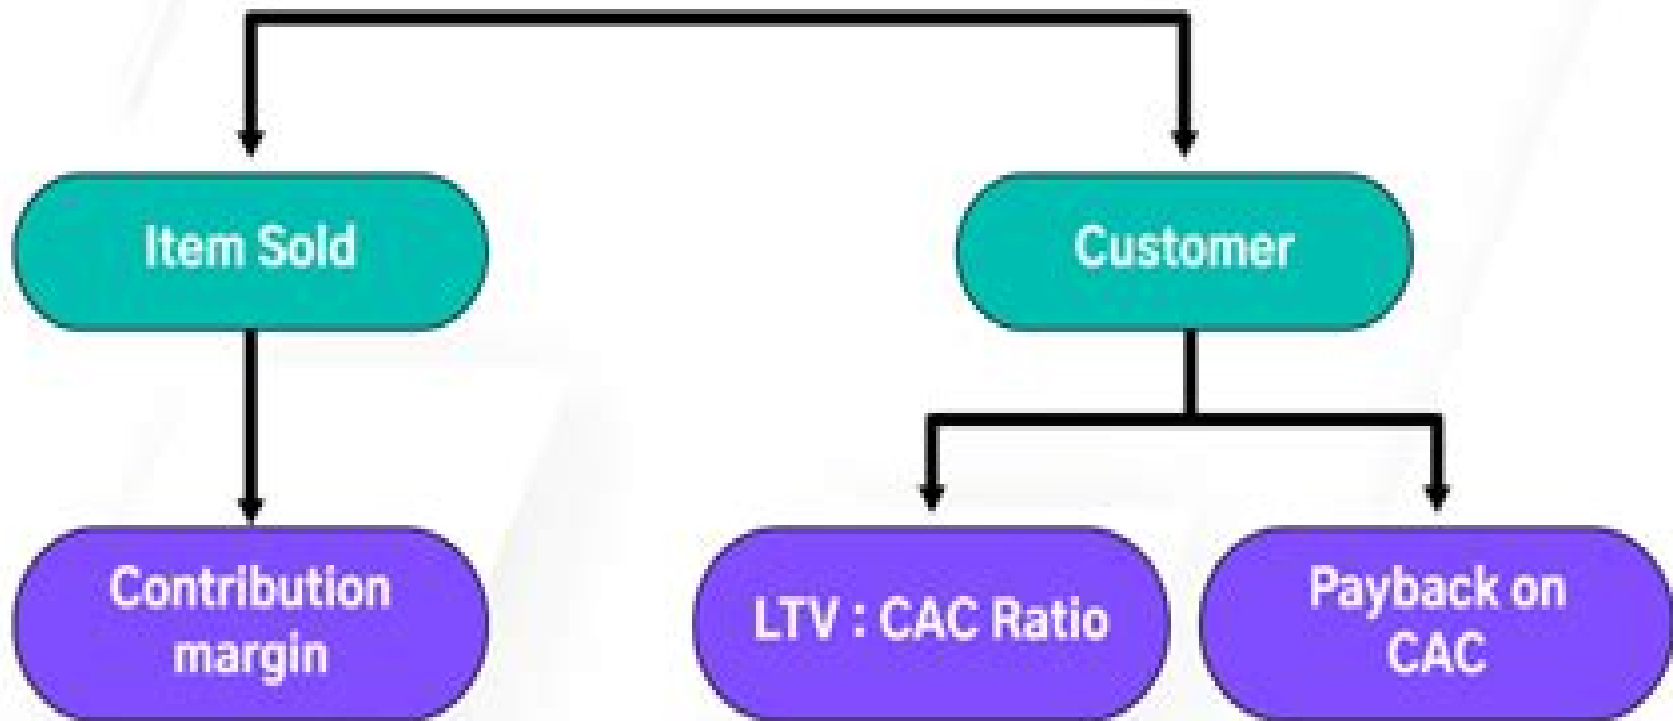 Item Sold
Customer
Contribution
margin
LTV : CAC Ratio
Payback on
CAC